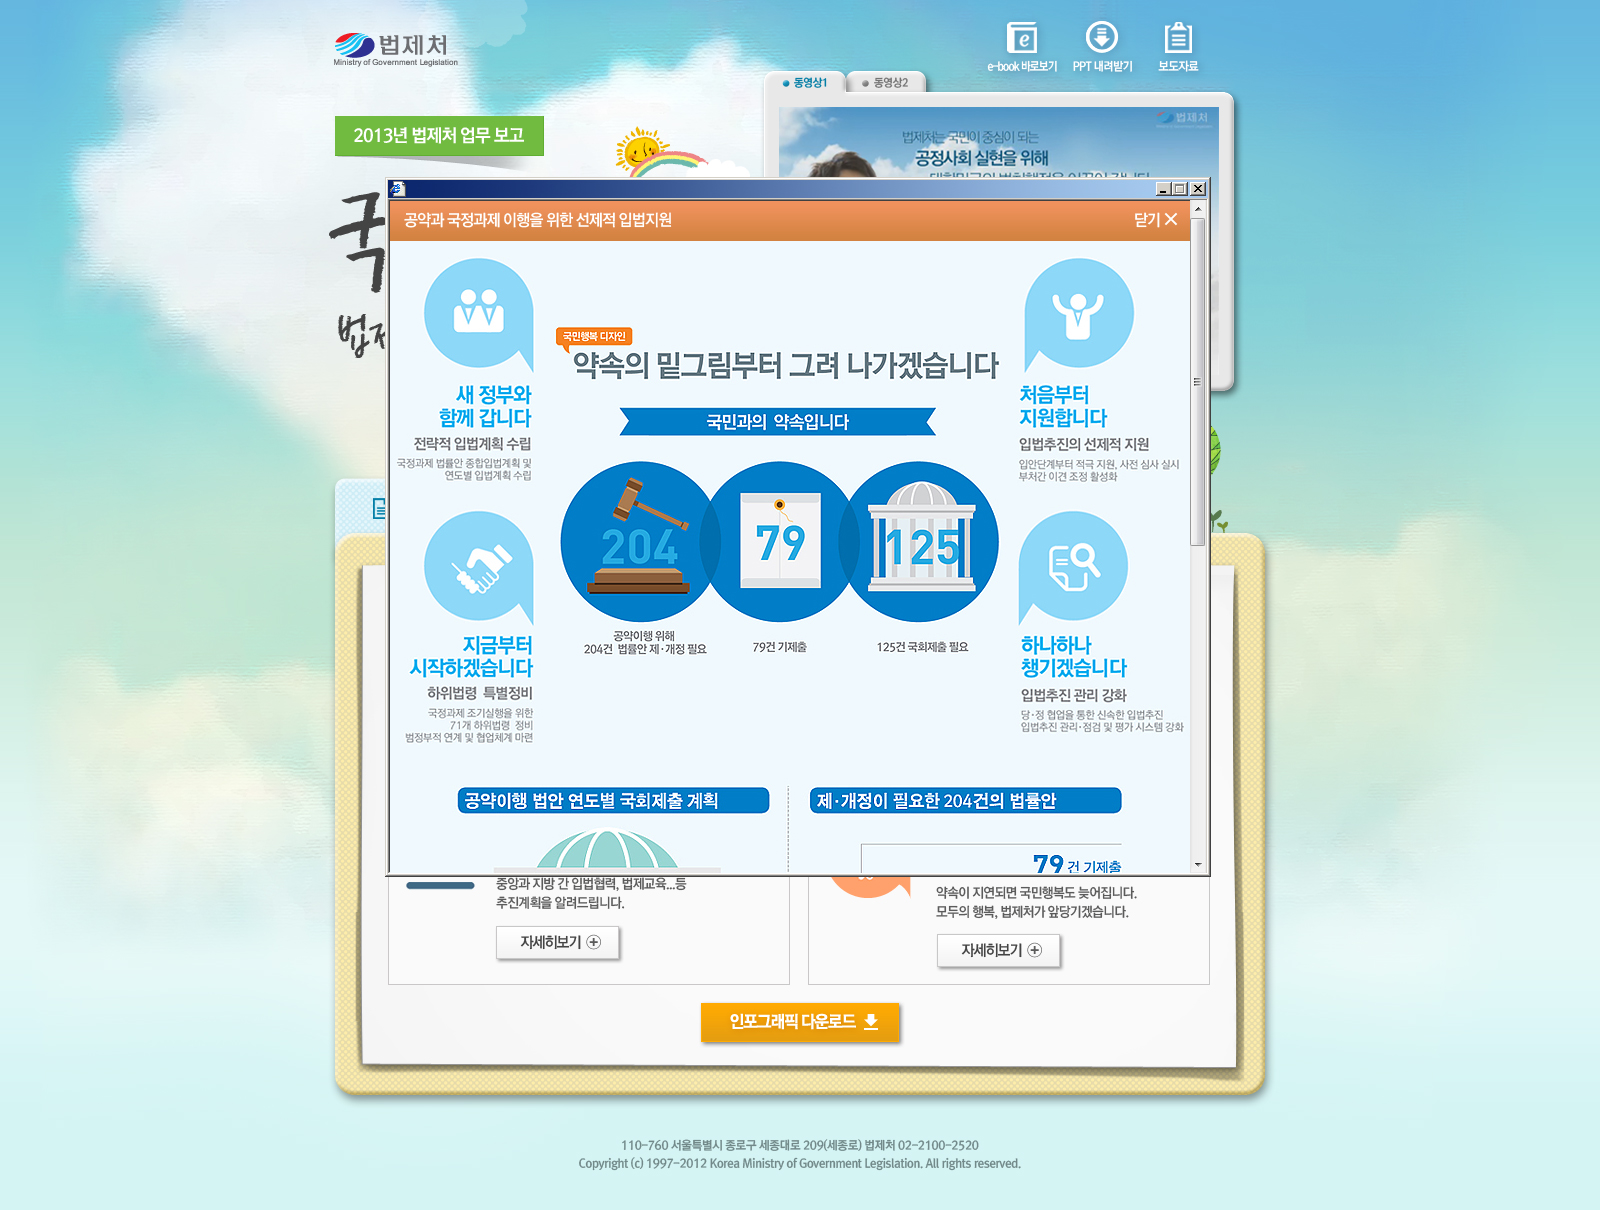 법제처
Ministry of Government Legislation
e-book 바로보기
PPT 내려받기
보도자료
동영상1
동영상2
2013년 법제처 업무 보고
법제처
법제처는 국민이 중심이 되는
공정사회 실현을 위해
국
법제
공약과 국정과제 이행을 위한 선제적 입법지원
닫기
새 정부와
함께 갑니다
전략적 입법계획 수립
국정과제 법률안 종합입법계획 및
연도별 입법계획 수립
국민행복 디자인
약속의 밑그림부터 그려 나가겠습니다
국민과의 약속입니다
처음부터
지원합니다
입법추진의 선제적 지원
입안단계부터 적극 지원, 사전 심사 실시
부처간 이견 조정 활성화
204
79
125
공약이행 위해
204건 법률안 제·개정 필요
79건 기제출
125건 국회제출 필요
지금부터
시작하겠습니다
하위법령 특별정비
국정과제 조기실행을 위한
71개 하위법령 정비
범정부적 연계 및 협업체계 마련
하나하나
챙기겠습니다
입법추진 관리 강화
당·정 협업을 통한 신속한 입법추진
입법추진 관리·점검 및 평가 시스템 강화
공약이행 법안 연도별 국회제출 계획
제·개정이 필요한 204건의 법률안
79 건 기제출
중앙과 지방 간 입법협력, 법제교육...등
추진계획을 알려드립니다.
자세히보기
약속이 지연되면 국민행복도 늦어집니다.
모두의 행복, 법제처가 앞당기겠습니다.
자세히보기
인포그래픽 다운로드
110-760 서울특별시 종로구 세종대로 209(세종로) 법제처 02-2100-2520
Copyright (c) 1997-2012 Korea Ministry of Government Legislation. All rights reserved.